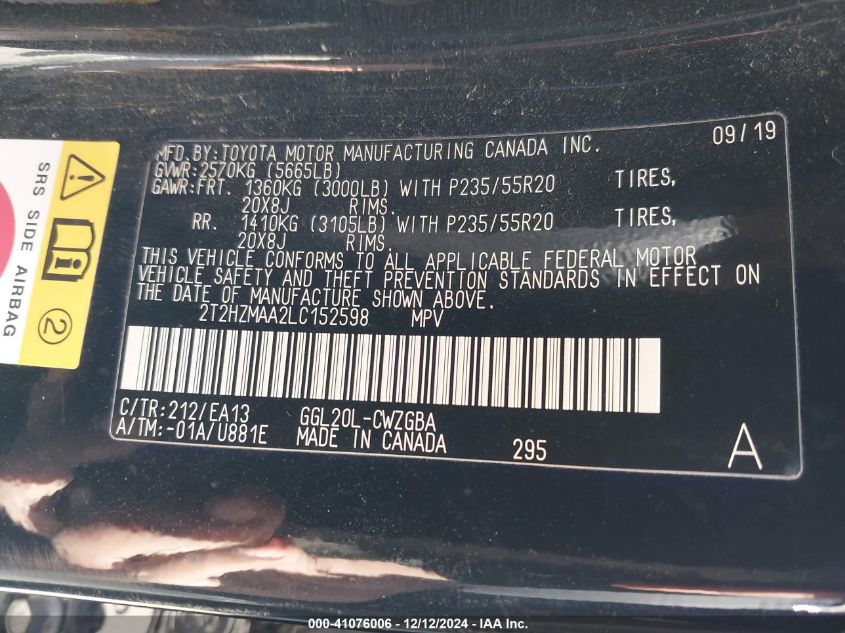 MFD.BY:TOYOTA MOTOR MANUFACTURING CANADA INC. 09/19
GVWR:2570KG (5665LB)
GAWR:FRT. 1360KG (3000LB) WITH P235/55R20 TIRES,
20X8J RIMS.
RR. 1410KG (3105LB) WITH P235/55R20 TIRES,
20X8J RIMS.
THIS VEHICLE CONFORMS TO ALL APPLICABLE FEDERAL MOTOR
VEHICLE SAFETY AND THEFT PREVENTION STANDARDS IN EFFECT ON
THE DATE OF MANUFACTURE SHOWN ABOVE.
2T2HZMAA2LC152598 MPV
C/TR:212/EA13 GGL20L-CWZGBA
A/TM:-01A/U881E MADE IN CANADA 295 A
SRS SIDE AIRBAG
2
000-41076006 - 12/12/2024 - IAA Inc.